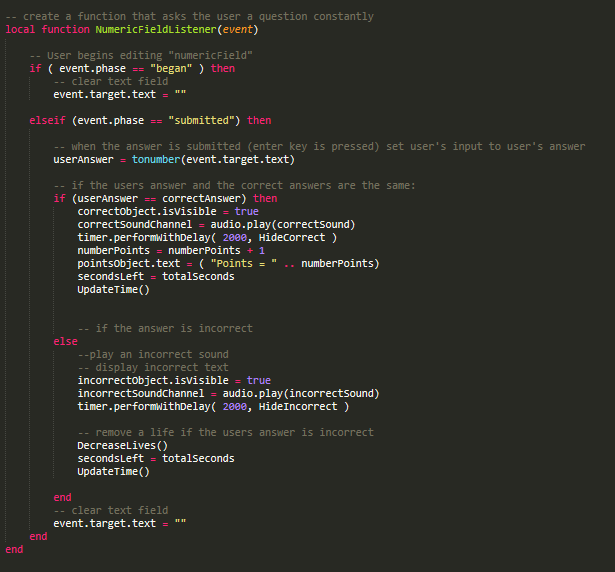 -- create a function that asks the user a question constantly
local function NumericFieldListener(event)
-- User begins editing "numericField"
if ( event.phase == "began" ) then
-- clear text field
event.target.text = ""
elseif (event.phase == "submitted") then
-- when the answer is submitted (enter key is pressed) set user's input to user's answer
userAnswer = tonumber(event.target.text)
-- if the users answer and the correct answers are the same:
if (userAnswer == correctAnswer) then
correctObject.isVisible = true
correctSoundChannel = audio.play(correctSound)
timer.performWithDelay( 2000, HideCorrect )
numberPoints = numberPoints + 1
pointsObject.text = ( "Points = " .. numberPoints)
secondsLeft = totalSeconds
UpdateTime()
-- if the answer is incorrect
else
--play an incorrect sound
-- display incorrect text
incorrectObject.isVisible = true
incorrectSoundChannel = audio.play(incorrectSound)
timer.performWithDelay( 2000, HideIncorrect )
-- remove a life if the users answer is incorrect
DecreaseLives()
secondsLeft = totalSeconds
UpdateTime()
end
-- clear text field
event.target.text = ""
end
end